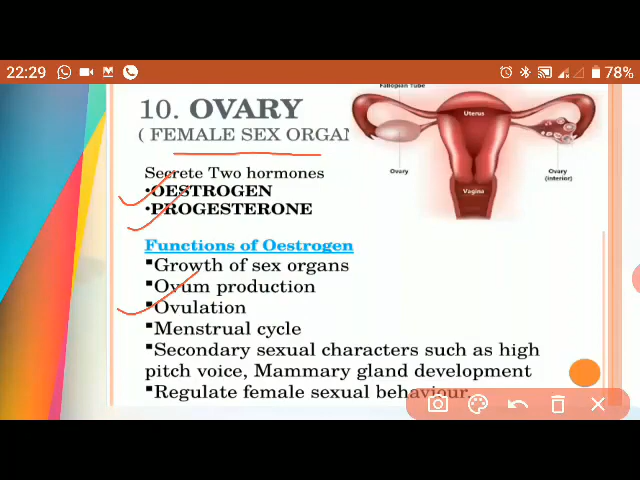 22:29
78%
Fallopian Tube
10. OVARY
( FEMALE SEX ORGAN
Uterus
Ovary
Ovary
(interior)
Vagina
Secrete Two hormones
•OESTROGEN
•PROGESTERONE
Functions of Oestrogen
▪Growth of sex organs
▪Ovum production
▪Ovulation
▪Menstrual cycle
▪Secondary sexual characters such as high
pitch voice, Mammary gland development
▪Regulate female sexual behaviour.